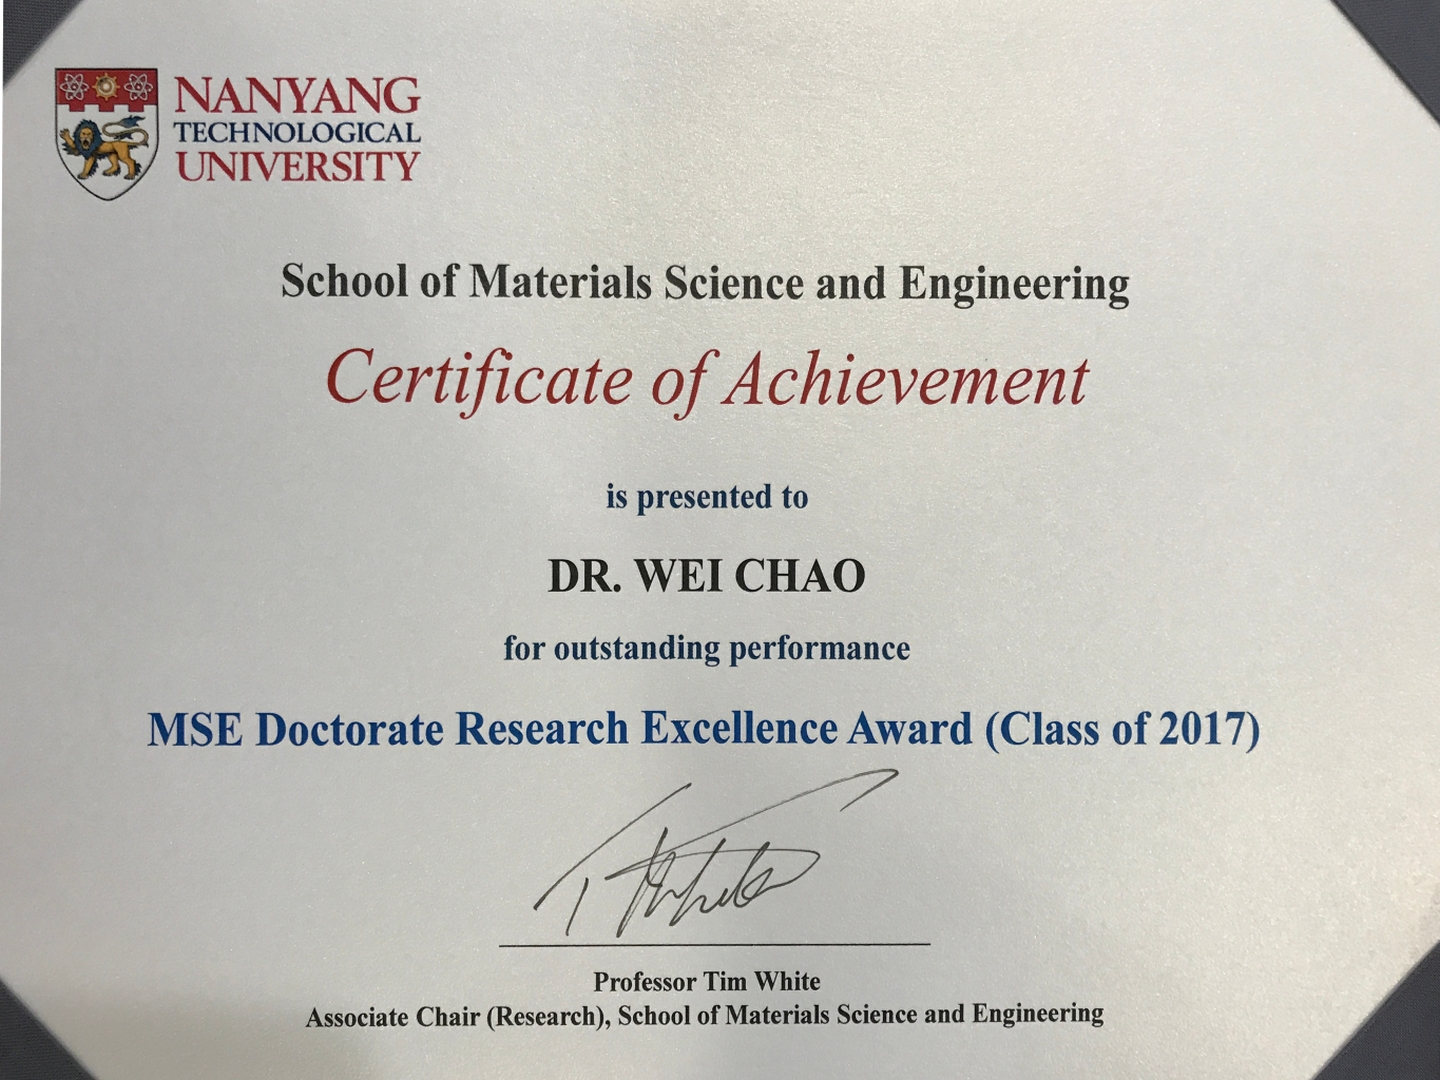 NANYANG
TECHNOLOGICAL
UNIVERSITY
School of Materials Science and Engineering
Certificate of Achievement
is presented to
DR. WEI CHAO
for outstanding performance
MSE Doctorate Research Excellence Award (Class of 2017)
Professor Tim White
Associate Chair (Research), School of Materials Science and Engineering